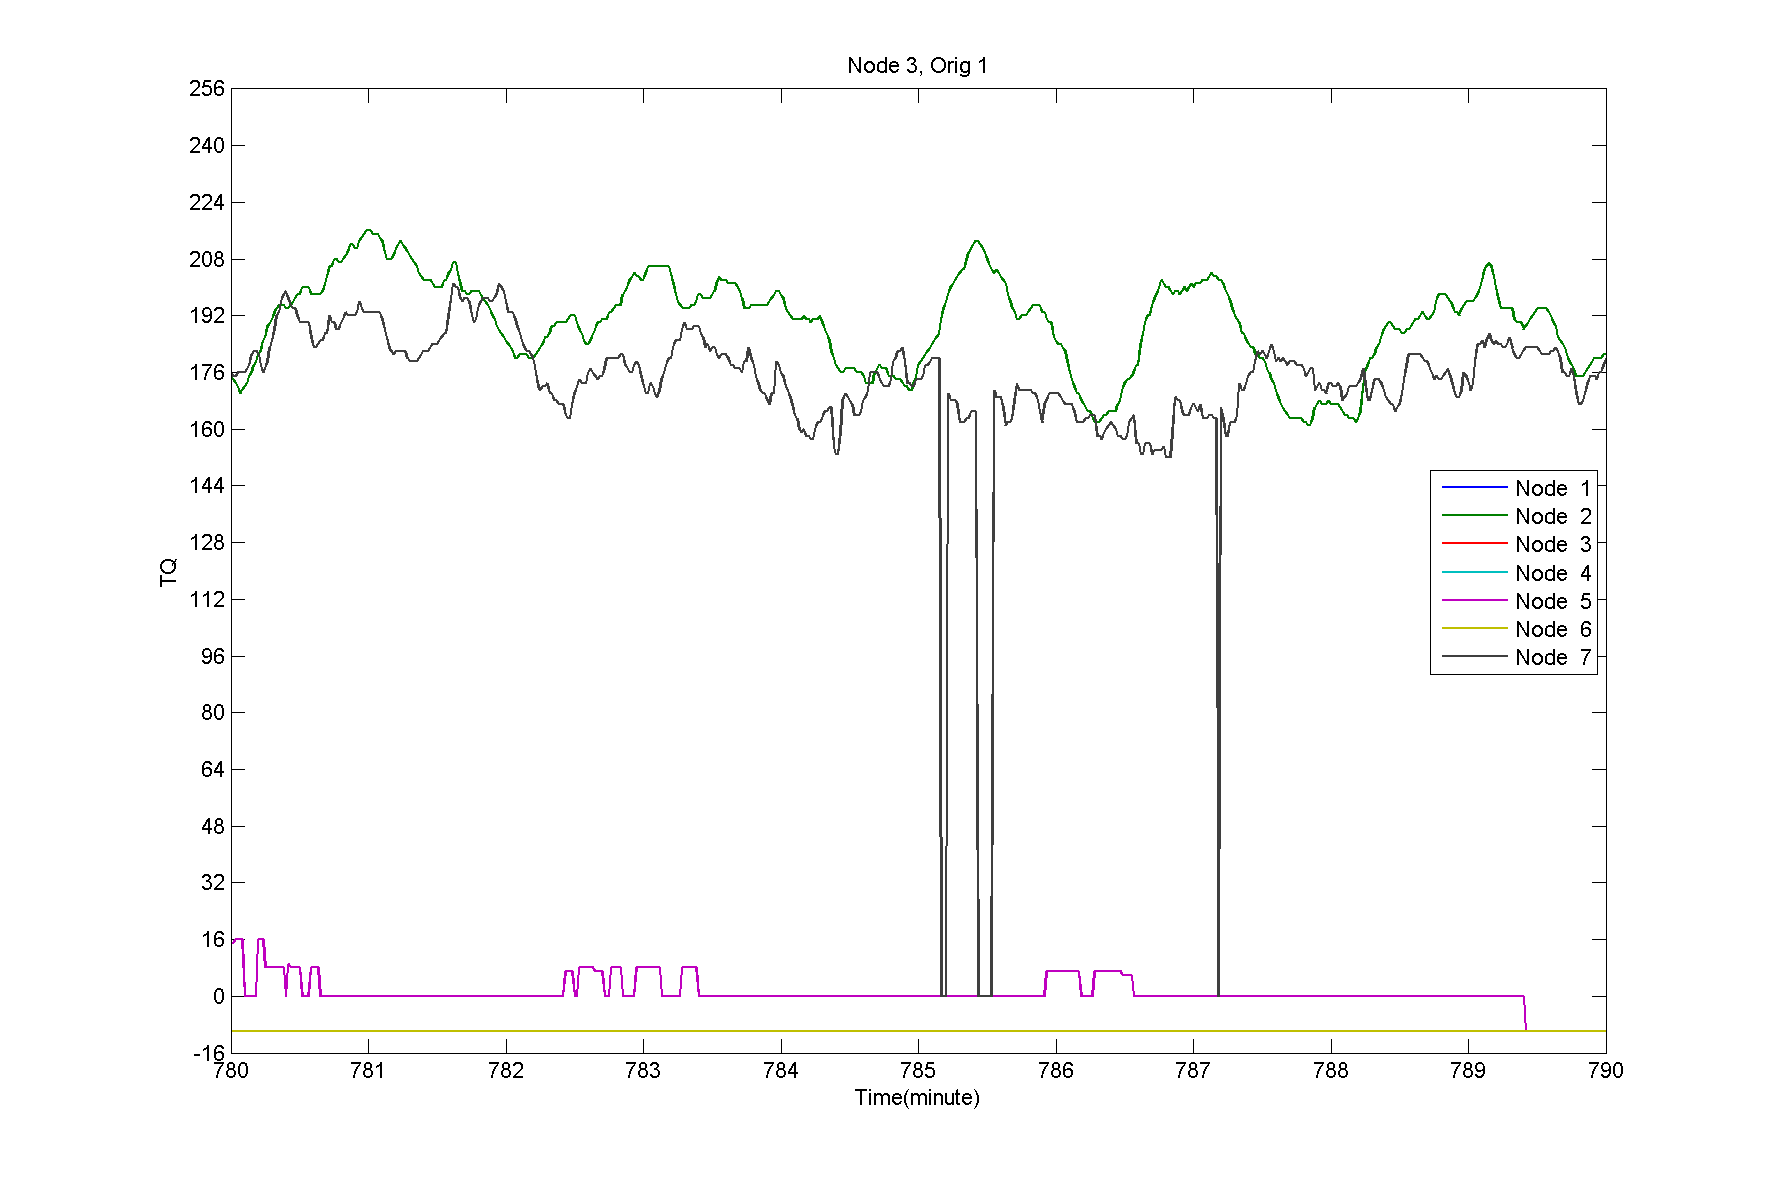 Node 3, Orig 1
256
240
224
208
192
176
160
144
128
112
96
80
64
48
32
16
0
-16
TQ
Node 1
Node 2
Node 3
Node 4
Node 5
Node 6
Node 7
780 781 782 783 784 785 786 787 788 789 790
Time(minute)